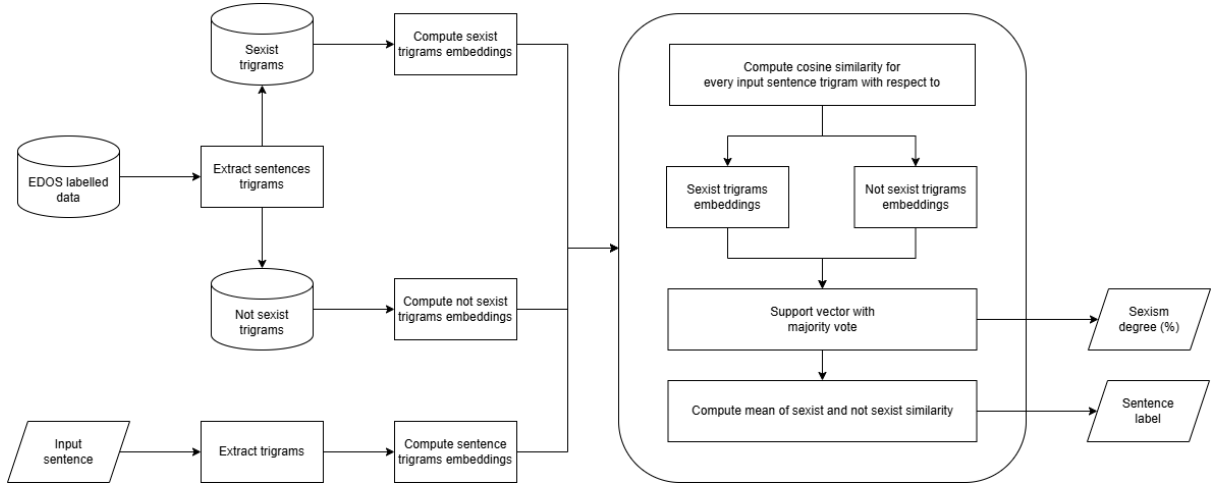 Sexist
trigrams
Compute sexist
trigrams embeddings
Compute cosine similarity for
every input sentence trigram with respect to
EDOS labelled
data
Extract sentences
trigrams
Sexist trigrams
embeddings
Not sexist trigrams
embeddings
Not sexist
trigrams
Compute not sexist
trigrams embeddings
Support vector with
majority vote
Sexism
degree (%)
Compute mean of sexist and not sexist similarity
Sentence
label
Input
sentence
Extract trigrams
Compute sentence
trigrams embeddings